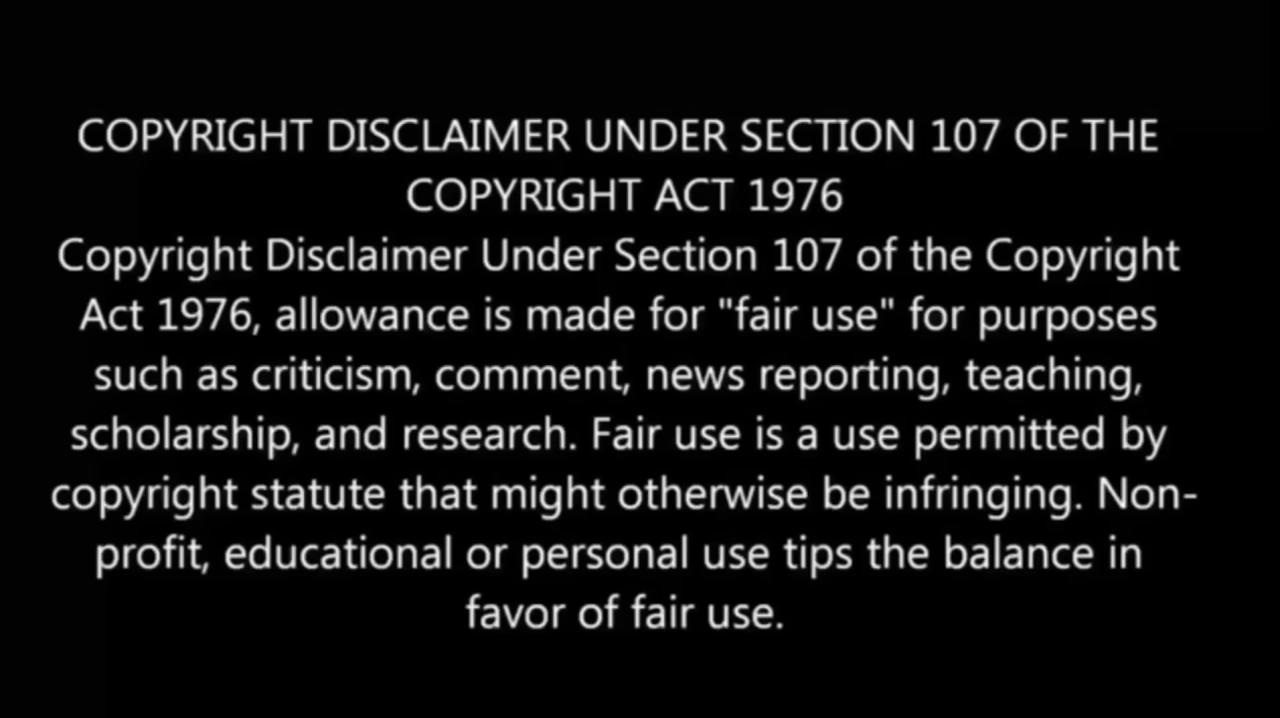 COPYRIGHT DISCLAIMER UNDER SECTION 107 OF THE
COPYRIGHT ACT 1976
Copyright Disclaimer Under Section 107 of the Copyright
Act 1976, allowance is made for "fair use" for purposes
such as criticism, comment, news reporting, teaching,
scholarship, and research. Fair use is a use permitted by
copyright statute that might otherwise be infringing. Non-
profit, educational or personal use tips the balance in
favor of fair use.